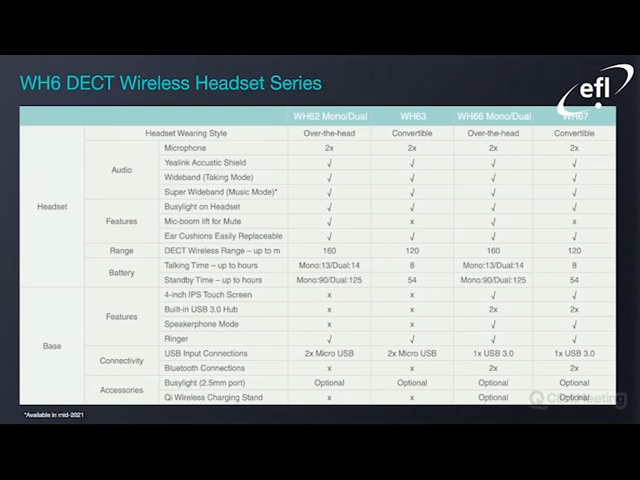 WH6 DECT Wireless Headset Series
efl
WH62 Mono/Dual WH63 WH66 Mono/Dual WH67
Headset Headset Wearing Style Over-the-head Convertible Over-the-head Convertible
Audio Microphone 2x 2x 2x 2x
Yealink Accustic Shield √ √ √ √
Wideband (Taking Mode) √ √ √ √
Super Wideband (Music Mode)* √ √ √ √
Features Busylight on Headset √ √ √ √
Mic-boom lift for Mute √ x √ x
Ear Cushions Easily Replaceable √ √ √ √
Range DECT Wireless Range – up to m 160 120 160 120
Battery Talking Time – up to hours Mono:13/Dual:14 8 Mono:13/Dual:14 8
Standby Time – up to hours Mono:90/Dual:125 54 Mono:90/Dual:125 54
Base Features 4-inch IPS Touch Screen x x √ √
Built-in USB 3.0 Hub x x 2x 2x
Speakerphone Mode x x √ √
Ringer √ √ √ √
Connectivity USB Input Connections 2x Micro USB 2x Micro USB 1x USB 3.0 1x USB 3.0
Bluetooth Connections x x 2x 2x
Accessories Busylight (2.5mm port) Optional Optional Optional Optional
Qi Wireless Charging Stand x x Optional Optional
ClickMeeting
*Available in mid-2021